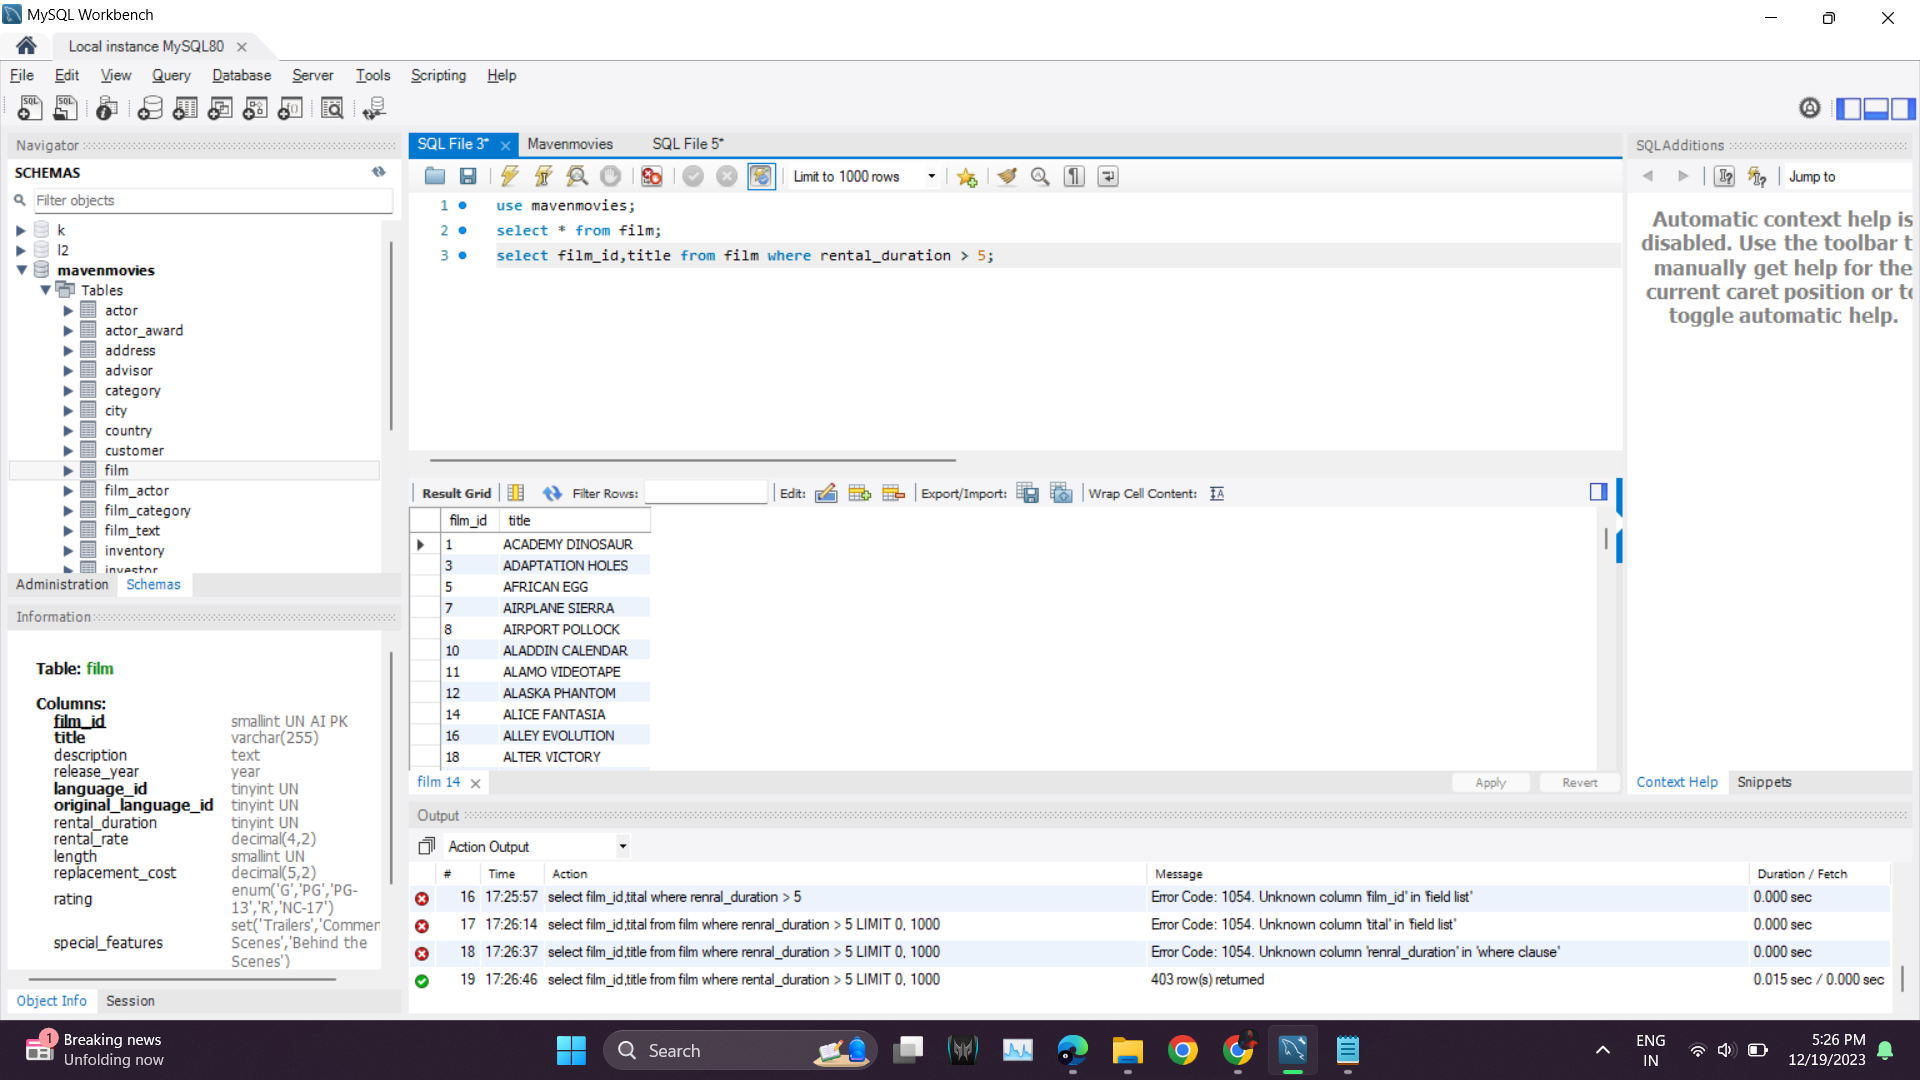 MySQL Workbench
Local instance MySQL80
File Edit View Query Database Server Tools Scripting Help
Navigator
SCHEMAS
Filter objects
k
l2
mavenmovies
Tables
actor
actor_award
address
advisor
category
city
country
customer
film
film_actor
film_category
film_text
inventory
investor
Administration Schemas
Information
Table: film
Columns:
film_id smallint UN AI PK
title varchar(255)
description text
release_year year
language_id tinyint UN
original_language_id tinyint UN
rental_duration tinyint UN
rental_rate decimal(4,2)
length smallint UN
replacement_cost decimal(5,2)
rating enum('G','PG','PG-
13','R','NC-17')
special_features set('Trailers','Commen
Scenes','Behind the
Scenes')
Object Info Session
SQL File 3* Mavenmovies SQL File 5*
Limit to 1000 rows
1 use mavenmovies;
2 select * from film;
3 select film_id,title from film where rental_duration > 5;
Result Grid Filter Rows: Edit: Export/Import: Wrap Cell Content:
film_id title
1 ACADEMY DINOSAUR
3 ADAPTATION HOLES
5 AFRICAN EGG
7 AIRPLANE SIERRA
8 AIRPORT POLLOCK
10 ALADDIN CALENDAR
11 ALAMO VIDEOTAPE
12 ALASKA PHANTOM
14 ALICE FANTASIA
16 ALLEY EVOLUTION
18 ALTER VICTORY
film 14 Apply Revert
Output
Action Output
# Time Action Message Duration / Fetch
16 17:25:57 select film_id,tital where renral_duration > 5 Error Code: 1054. Unknown column 'film_id' in 'field list' 0.000 sec
17 17:26:14 select film_id,tital from film where renral_duration > 5 LIMIT 0, 1000 Error Code: 1054. Unknown column 'tital' in 'field list' 0.000 sec
18 17:26:37 select film_id,title from film where renral_duration > 5 LIMIT 0, 1000 Error Code: 1054. Unknown column 'renral_duration' in 'where clause' 0.000 sec
19 17:26:46 select film_id,title from film where rental_duration > 5 LIMIT 0, 1000 403 row(s) returned 0.015 sec / 0.000 sec
SQLAdditions
Jump to
Automatic context help is
disabled. Use the toolbar t
manually get help for the
current caret position or to
toggle automatic help.
Context Help Snippets
1
Breaking news
Unfolding now
Search
ENG
IN
5:26 PM
12/19/2023